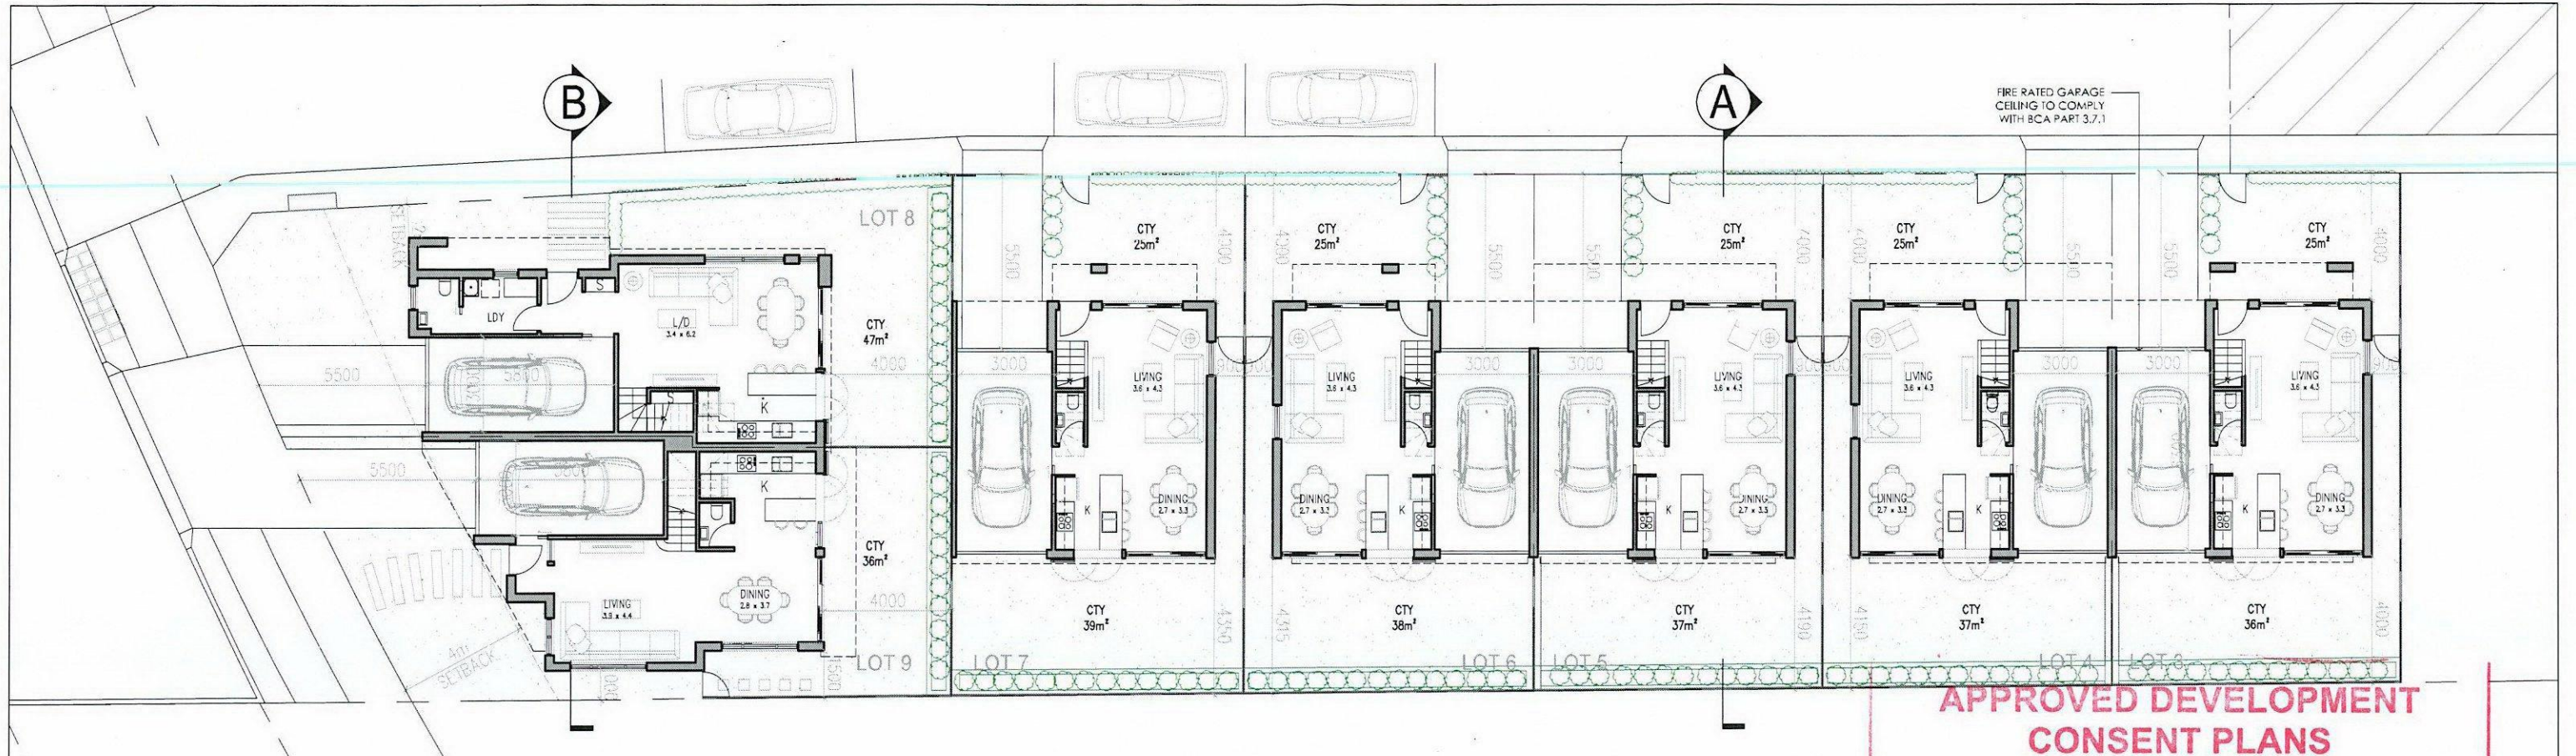 B
A
FIRE RATED GARAGE
CEILING TO COMPLY
WITH BCA PART 3.7.1
SETBACK
LOT 8
LDY
S
L/D
3.4 x 6.2
CTY
47m²
4000
5500
5500
S
K
5500
K
CTY
36m²
4000
LIVING
3.9 x 4.4
DINING
2.8 x 3.7
4m
SETBACK
1500
LOT 9
5500
CTY
25m²
4000
3000
LIVING
3.6 x 4.3
900
K
DINING
2.7 x 3.3
CTY
39m²
4350
LOT 7
4000
CTY
25m²
5500
900
LIVING
3.6 x 4.3
3000
DINING
2.7 x 3.3
K
4315
CTY
38m²
LOT 6
5500
CTY
25m²
4000
3000
LIVING
3.6 x 4.3
900
K
DINING
2.7 x 3.3
CTY
37m²
4190
LOT 5
4000
CTY
25m²
5500
900
LIVING
3.6 x 4.3
3000
DINING
2.7 x 3.3
K
4150
CTY
37m²
LOT 4
5500
CTY
25m²
4000
3000
LIVING
3.6 x 4.3
900
K
DINING
2.7 x 3.3
CTY
36m²
4000
LOT 3
APPROVED DEVELOPMENT
CONSENT PLANS